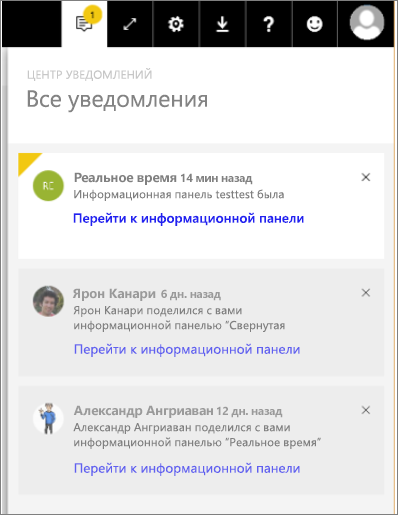 1
?
ЦЕНТР УВЕДОМЛЕНИЙ
Все уведомления
RC
Реальное время 14 мин назад
Информационная панель testtest была
Перейти к информационной панели
Ярон Канари 6 дн. назад
Ярон Канари поделился с вами
информационной панелью "Свернутая
Перейти к информационной панели
Александр Ангриаван 12 дн. назад
Александр Ангриаван поделился с вами
информационной панелью "Реальное время"
Перейти к информационной панели